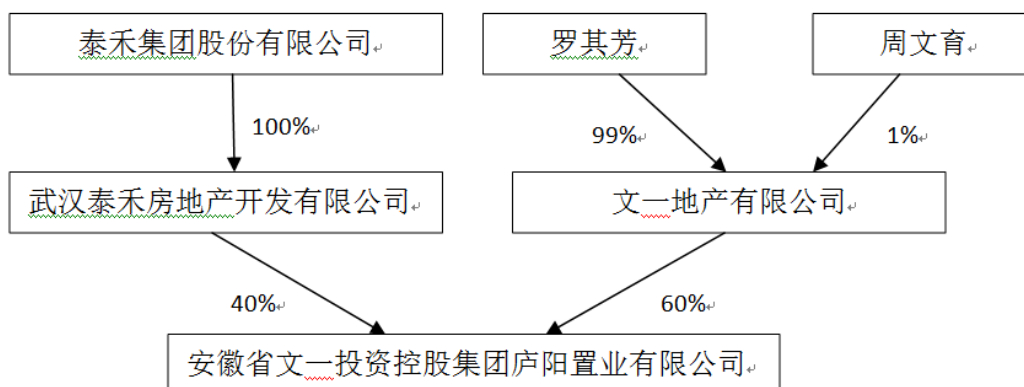 泰禾集团股份有限公司
罗其芳
周文育
100%
99%
1%
武汉泰禾房地产开发有限公司
文一地产有限公司
40%
60%
安徽省文一投资控股集团庐阳置业有限公司